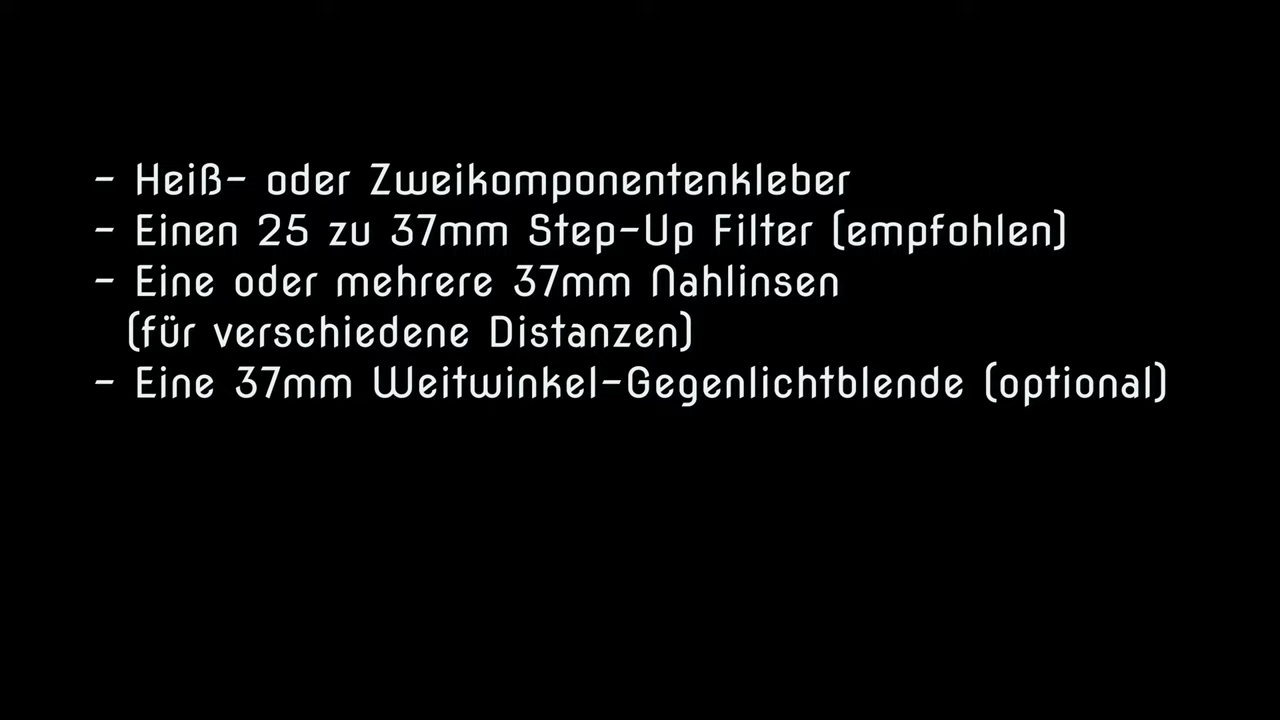 - Heiß- oder Zweikomponentenkleber
- Einen 25 zu 37mm Step-Up Filter (empfohlen)
- Eine oder mehrere 37mm Nahlinsen
(für verschiedene Distanzen)
- Eine 37mm Weitwinkel-Gegenlichtblende (optional)